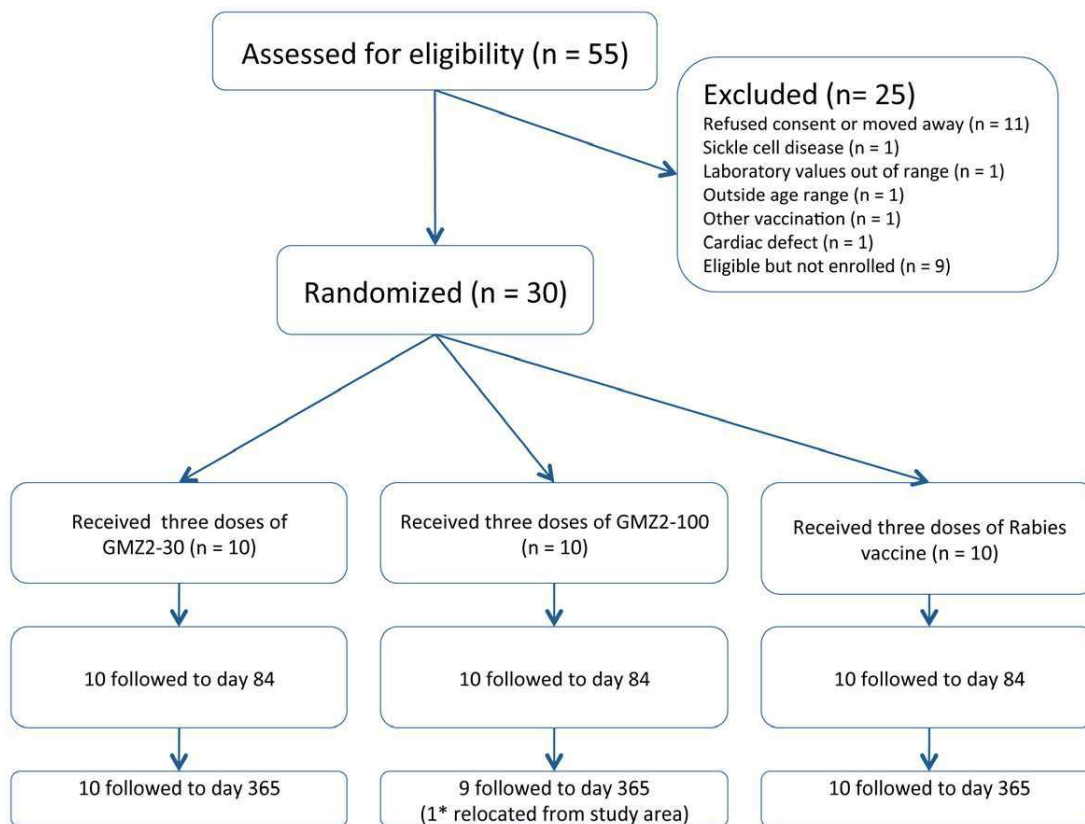 Assessed for eligibility (n = 55)
Excluded (n= 25)
Refused consent or moved away (n = 11)
Sickle cell disease (n = 1)
Laboratory values out of range (n = 1)
Outside age range (n = 1)
Other vaccination (n = 1)
Cardiac defect (n = 1)
Eligible but not enrolled (n = 9)
Randomized (n = 30)
Received three doses of
GMZ2-30 (n = 10)
Received three doses of GMZ2-100
(n = 10)
Received three doses of Rabies
vaccine (n = 10)
10 followed to day 84
10 followed to day 84
10 followed to day 84
10 followed to day 365
9 followed to day 365
(1* relocated from study area)
10 followed to day 365